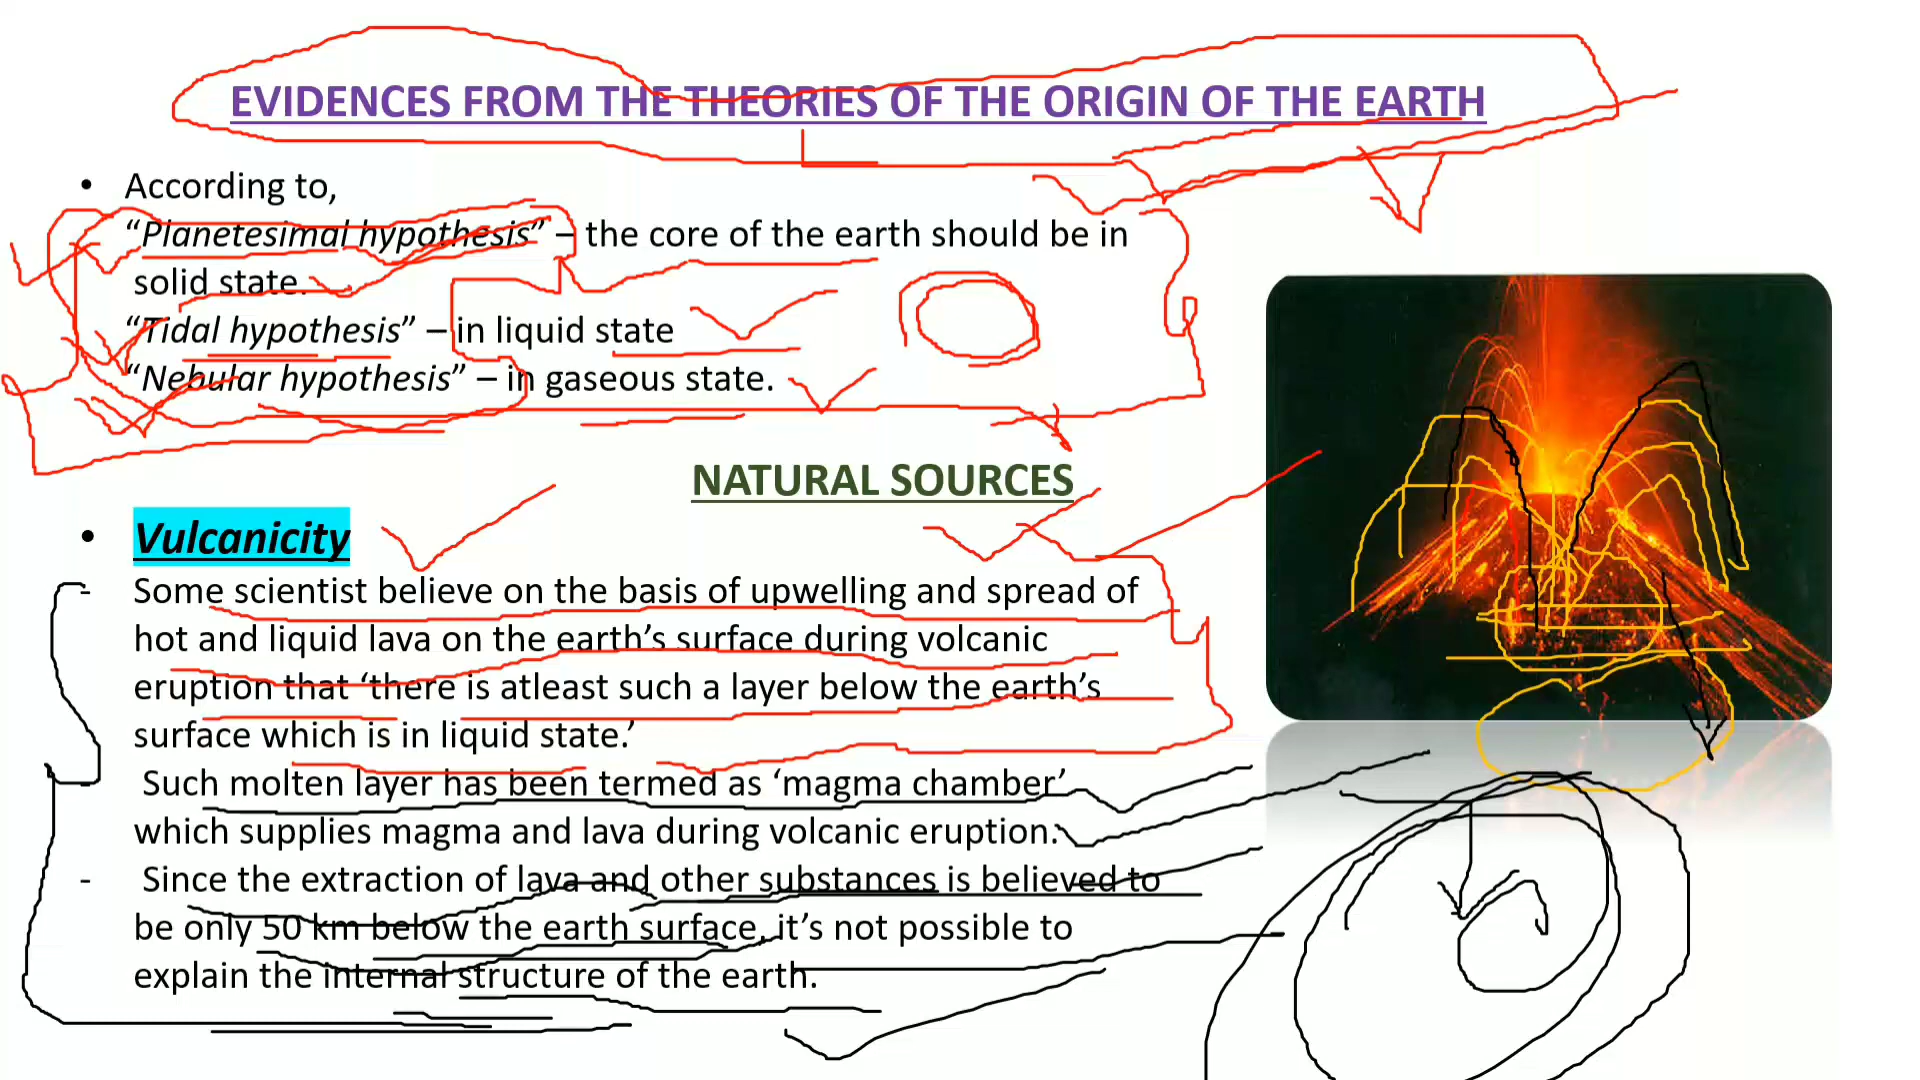 EVIDENCES FROM THE THEORIES OF THE ORIGIN OF THE EARTH
• According to,
“Planetesimal hypothesis” – the core of the earth should be in
solid state.
“Tidal hypothesis” – in liquid state
“Nebular hypothesis” – in gaseous state.
NATURAL SOURCES
• Vulcanicity
- Some scientist believe on the basis of upwelling and spread of
hot and liquid lava on the earth’s surface during volcanic
eruption that ‘there is atleast such a layer below the earth’s
surface which is in liquid state.’
- Such molten layer has been termed as ‘magma chamber’
which supplies magma and lava during volcanic eruption.
- Since the extraction of lava and other substances is believed to
be only 50 km below the earth surface, it’s not possible to
explain the internal structure of the earth.